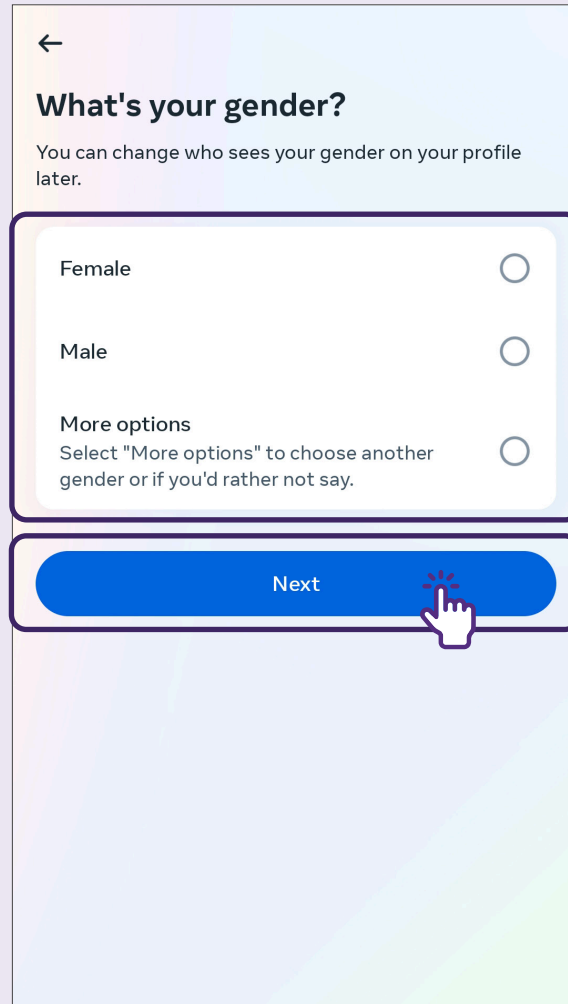 What's your gender?
You can change who sees your gender on your profile
later.
Female
Male
More options
Select "More options" to choose another
gender or if you'd rather not say.
Next